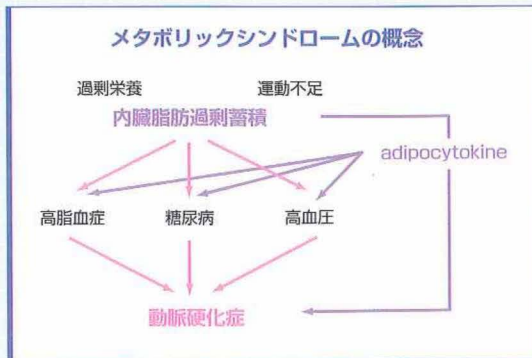 メタボリックシンドロームの概念
過剰栄養 運動不足
内臓脂肪過剰蓄積
adipocytokine
高脂血症 糖尿病 高血圧
動脈硬化症